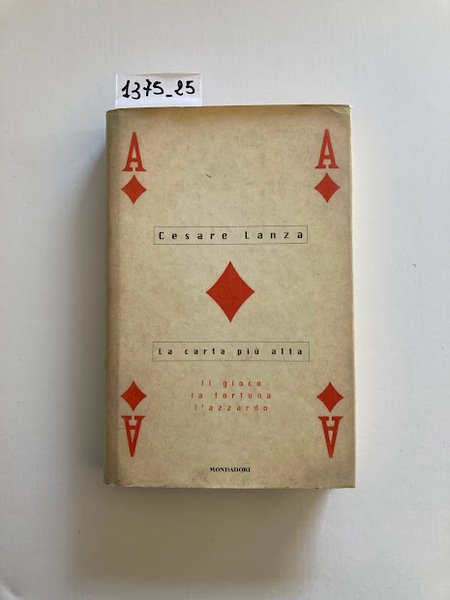 1375_25
A A
Cesare Lanza
La carta più alta
il gioco
la fortuna
l'azzardo
A A
MONDADORI